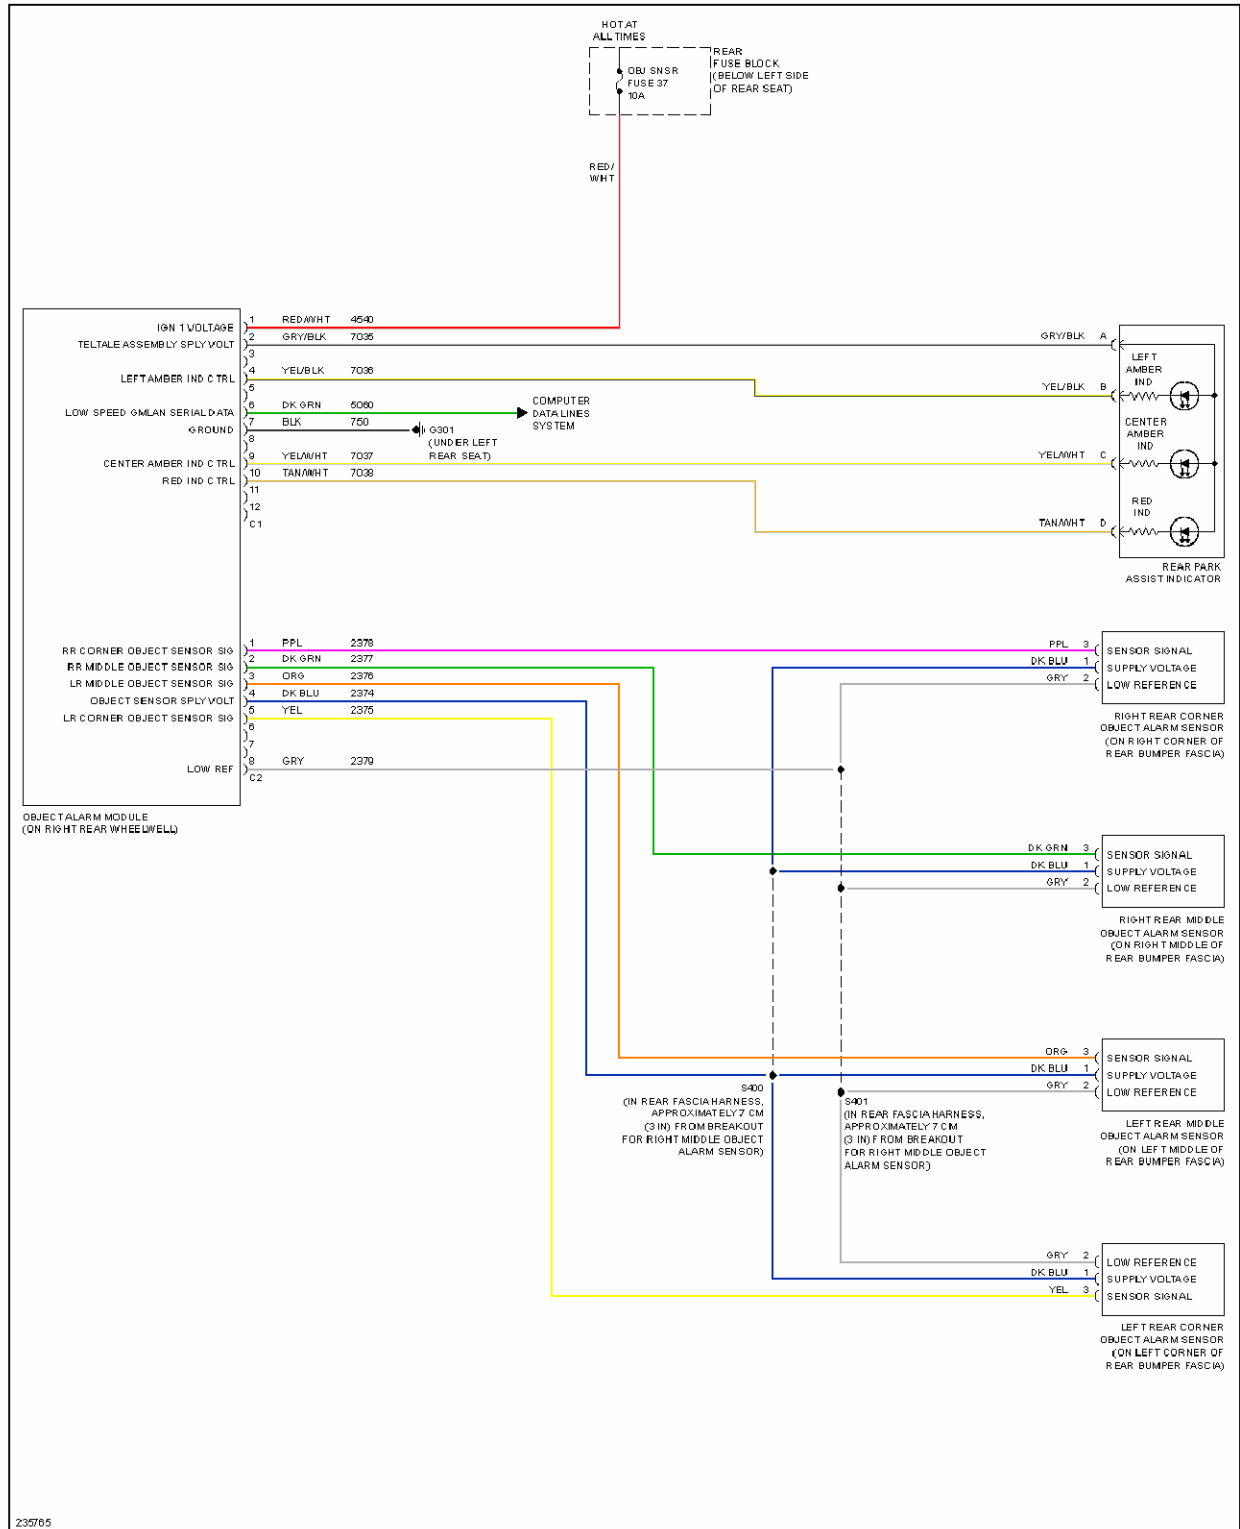 HOT AT
ALL TIMES
OBJ SNSR
FUSE 37
10A
REAR
FUSE BLOCK
(BELOW LEFT SIDE
OF REAR SEAT)
RED/
WHT
IGN 1 VOLTAGE 1 RED/WHT 4540
TELTALE ASSEMBLY SPLY VOLT 2 GRY/BLK 7035
3
LEFT AMBER IND CTRL 4 YEL/BLK 7036
5
LOW SPEED GMLAN SERIAL DATA 6 DK GRN 5060
GROUND 7 BLK 750
8
CENTER AMBER IND CTRL 9 YEL/WHT 7037
RED IND CTRL 10 TAN/WHT 7038
11
12
C1
COMPUTER
DATA LINES
SYSTEM
G301
(UNDER LEFT
REAR SEAT)
GRY/BLK A
LEFT
AMBER
IND
YEL/BLK B
CENTER
AMBER
IND
YEL/WHT C
RED
IND
TAN/WHT D
REAR PARK
ASSIST INDICATOR
RR CORNER OBJECT SENSOR SIG 1 PPL 2378
RR MIDDLE OBJECT SENSOR SIG 2 DK GRN 2377
LR MIDDLE OBJECT SENSOR SIG 3 ORG 2376
OBJECT SENSOR SPLY VOLT 4 DK BLU 2374
LR CORNER OBJECT SENSOR SIG 5 YEL 2375
6
7
LOW REF 8 GRY 2379
C2
OBJECT ALARM MODULE
(ON RIGHT REAR WHEELWELL)
PPL 3 SENSOR SIGNAL
DK BLU 1 SUPPLY VOLTAGE
GRY 2 LOW REFERENCE
RIGHT REAR CORNER
OBJECT ALARM SENSOR
(ON RIGHT CORNER OF
REAR BUMPER FASCIA)
DK GRN 3 SENSOR SIGNAL
DK BLU 1 SUPPLY VOLTAGE
GRY 2 LOW REFERENCE
RIGHT REAR MIDDLE
OBJECT ALARM SENSOR
(ON RIGHT MIDDLE OF
REAR BUMPER FASCIA)
ORG 3 SENSOR SIGNAL
DK BLU 1 SUPPLY VOLTAGE
GRY 2 LOW REFERENCE
LEFT REAR MIDDLE
OBJECT ALARM SENSOR
(ON LEFT MIDDLE OF
REAR BUMPER FASCIA)
S400
(IN REAR FASCIA HARNESS,
APPROXIMATELY 7 CM
(3 IN) FROM BREAKOUT
FOR RIGHT MIDDLE OBJECT
ALARM SENSOR)
S401
(IN REAR FASCIA HARNESS,
APPROXIMATELY 7 CM
(3 IN) FROM BREAKOUT
FOR RIGHT MIDDLE OBJECT
ALARM SENSOR)
GRY 2 LOW REFERENCE
DK BLU 1 SUPPLY VOLTAGE
YEL 3 SENSOR SIGNAL
LEFT REAR CORNER
OBJECT ALARM SENSOR
(ON LEFT CORNER OF
REAR BUMPER FASCIA)
235765